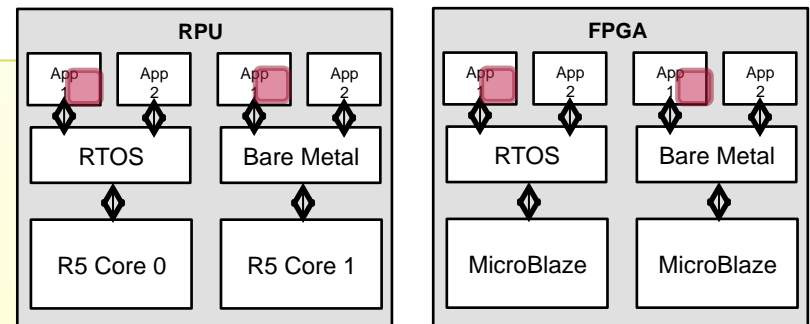 RPU
App 1
App 2
App 1
App 2
RTOS
Bare Metal
R5 Core 0
R5 Core 1
FPGA
App 1
App 2
App 1
App 2
RTOS
Bare Metal
MicroBlaze
MicroBlaze